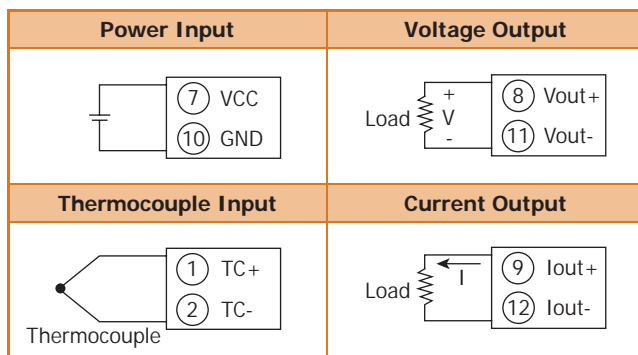 Power Input
Voltage Output
7 VCC
10 GND
Load
+
V
-
8 Vout+
11 Vout-
Thermocouple Input
Current Output
1 TC+
2 TC-
Thermocouple
Load
I
9 Iout+
12 Iout-